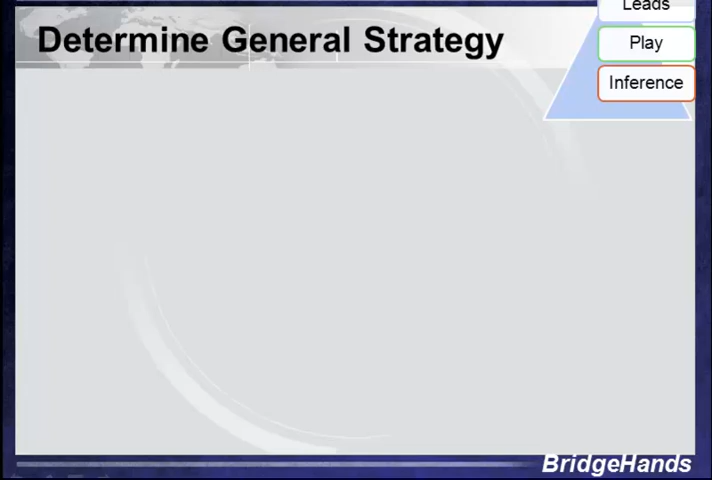 Leads
Determine General Strategy
Play
Inference
BridgeHands